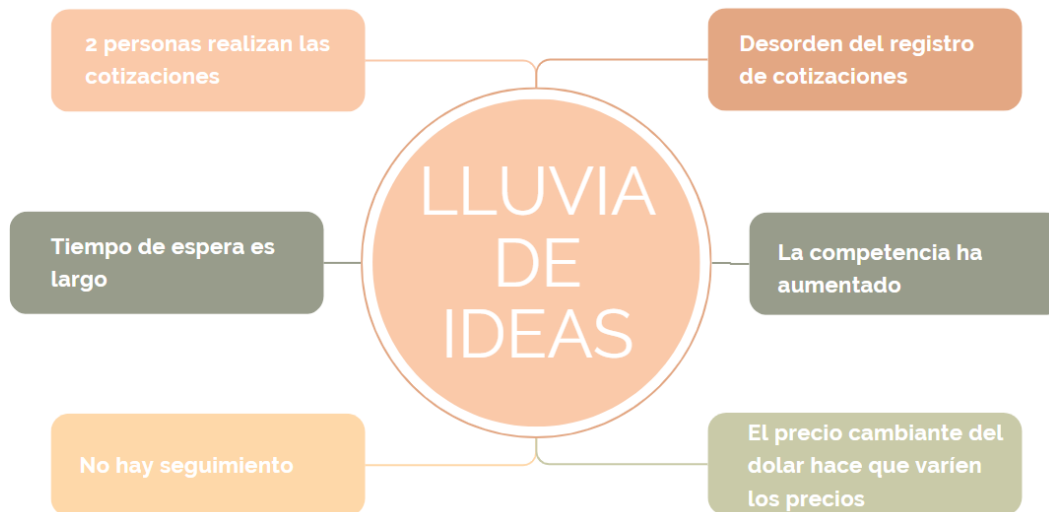 2 personas realizan las
cotizaciones
Desorden del registro
de cotizaciones
LLUVIA
DE
IDEAS
Tiempo de espera es
largo
La competencia ha
aumentado
No hay seguimiento
El precio cambiante del
dolar hace que varíen
los precios